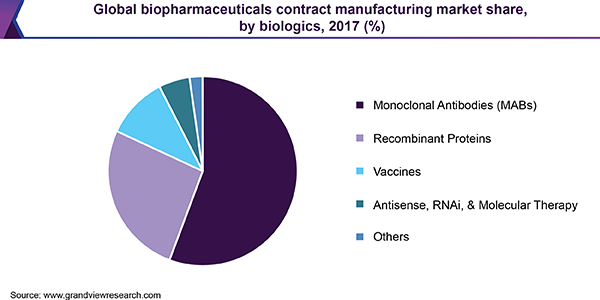 Global biopharmaceuticals contract manufacturing market share,
by biologics, 2017 (%)
Monoclonal Antibodies (MABs)
Recombinant Proteins
Vaccines
Antisense, RNAi, & Molecular Therapy
Others
Source: www.grandviewresearch.com